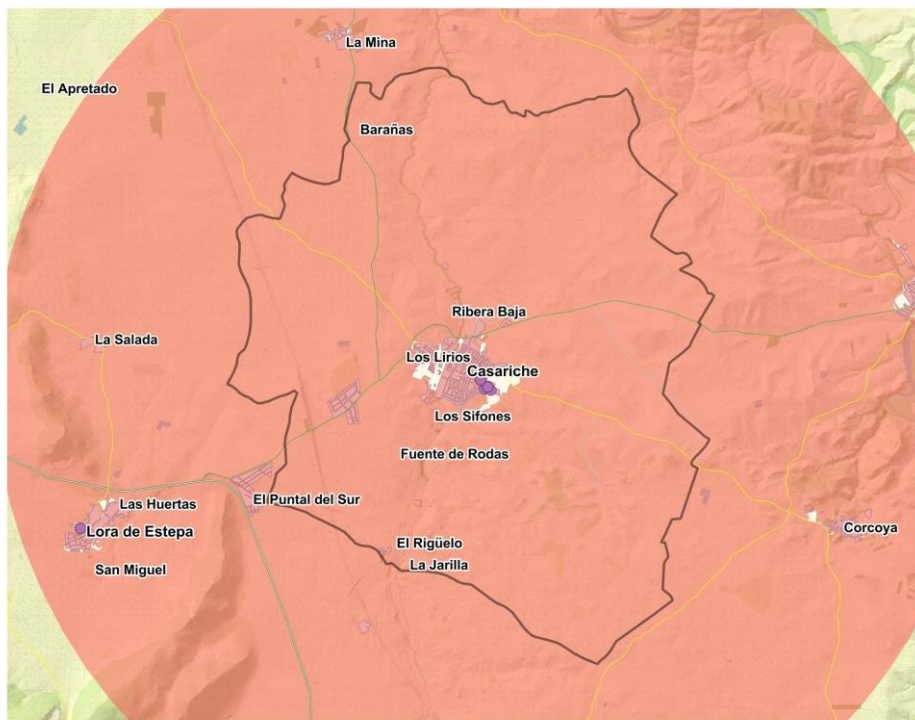 La Mina
El Apretado
Barañas
Ribera Baja
La Salada
Los Lirios
Casariche
Los Sifones
Fuente de Rodas
El Puntal del Sur
Las Huertas
Lora de Estepa
Corcoya
El Rigüelo
La Jarilla
San Miguel